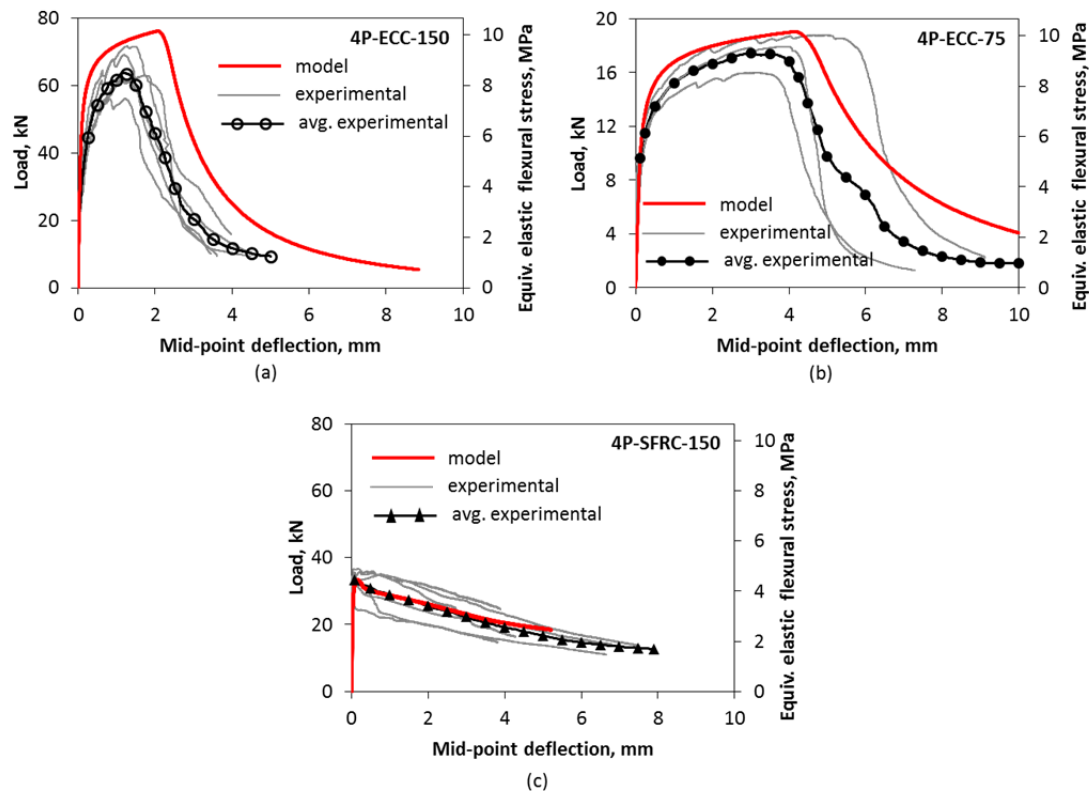 80
60
40
20
0
Load, kN
4P-ECC-150
model
experimental
avg. experimental
10
8
6
4
2
0
Equiv. elastic flexural stress, MPa
0 2 4 6 8 10
Mid-point deflection, mm
(a)
20
16
12
8
4
0
Load, kN
4P-ECC-75
model
experimental
avg. experimental
10
8
6
4
2
0
Equiv. elastic flexural stress, MPa
0 2 4 6 8 10
Mid-point deflection, mm
(b)
80
60
40
20
0
Load, kN
4P-SFRC-150
model
experimental
avg. experimental
10
8
6
4
2
0
Equiv. elastic flexural stress, MPa
0 2 4 6 8 10
Mid-point deflection, mm
(c)